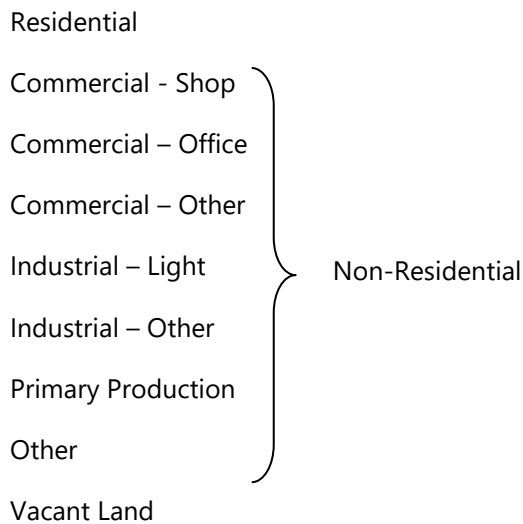 Residential
Commercial - Shop
Commercial – Office
Commercial – Other
Industrial – Light
Non-Residential
Industrial – Other
Primary Production
Other
Vacant Land